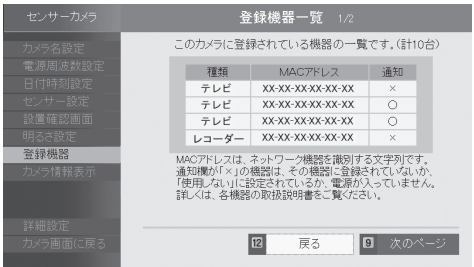 センサーカメラ
登録機器一覧 1/2
カメラ名設定
電源周波数設定
日付時刻設定
センサー設定
設置確認画面
明るさ設定
登録機器
カメラ情報表示
詳細設定
カメラ画面に戻る
このカメラに登録されている機器の一覧です。(計10台)
種類 MACアドレス 通知
テレビ XX-XX-XX-XX-XX-XX ×
テレビ XX-XX-XX-XX-XX-XX ○
テレビ XX-XX-XX-XX-XX-XX ○
レコーダー XX-XX-XX-XX-XX-XX ×
MACアドレスは、ネットワーク機器を識別する文字列です。
通知欄が「×」の機器は、その機器に登録されていないか、
「使用しない」に設定されているか、電源が入っていません。
詳しくは、各機器の取扱説明書をご覧ください。
12 戻る 9 次のページ